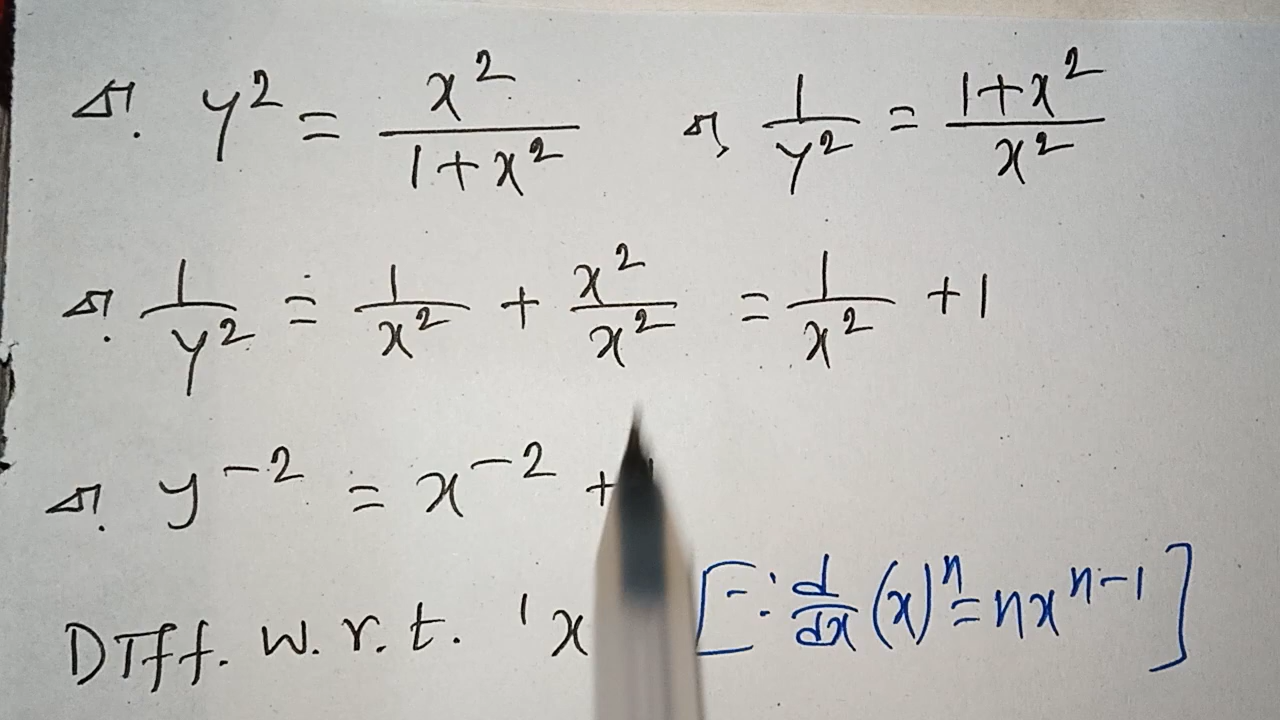 या. y² = x²/(1+x²) या, 1/y² = (1+x²)/x²
या. 1/y² = 1/x² + x²/x² = 1/x² + 1
या. y⁻² = x⁻² +
Diff. w.r.t. 'x [∵ d/dx (x)ⁿ = nxⁿ⁻¹]